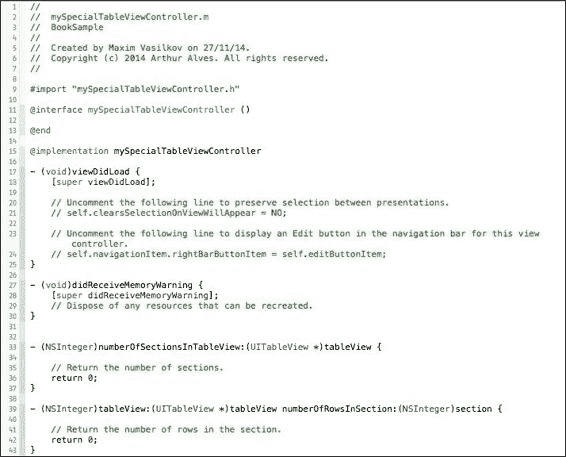 1 //
2 // mySpecialTableViewController.m
3 // BookSample
4 //
5 // Created by Maxim Vasilkov on 27/11/14.
6 // Copyright (c) 2014 Arthur Alves. All rights reserved.
7 //
8
9 #import "mySpecialTableViewController.h"
10
11 @interface mySpecialTableViewController ()
12
13 @end
14
15 @implementation mySpecialTableViewController
16
17 - (void)viewDidLoad {
18 [super viewDidLoad];
19
20 // Uncomment the following line to preserve selection between presentations.
21 // self.clearsSelectionOnViewWillAppear = NO;
22
23 // Uncomment the following line to display an Edit button in the navigation bar for this view
controller.
24 // self.navigationItem.rightBarButtonItem = self.editButtonItem;
25 }
26
27 - (void)didReceiveMemoryWarning {
28 [super didReceiveMemoryWarning];
29 // Dispose of any resources that can be recreated.
30 }
31
32
33 - (NSInteger)numberOfSectionsInTableView:(UITableView *)tableView {
34
35 // Return the number of sections.
36 return 0;
37 }
38
39 - (NSInteger)tableView:(UITableView *)tableView numberOfRowsInSection:(NSInteger)section {
40
41 // Return the number of rows in the section.
42 return 0;
43 }